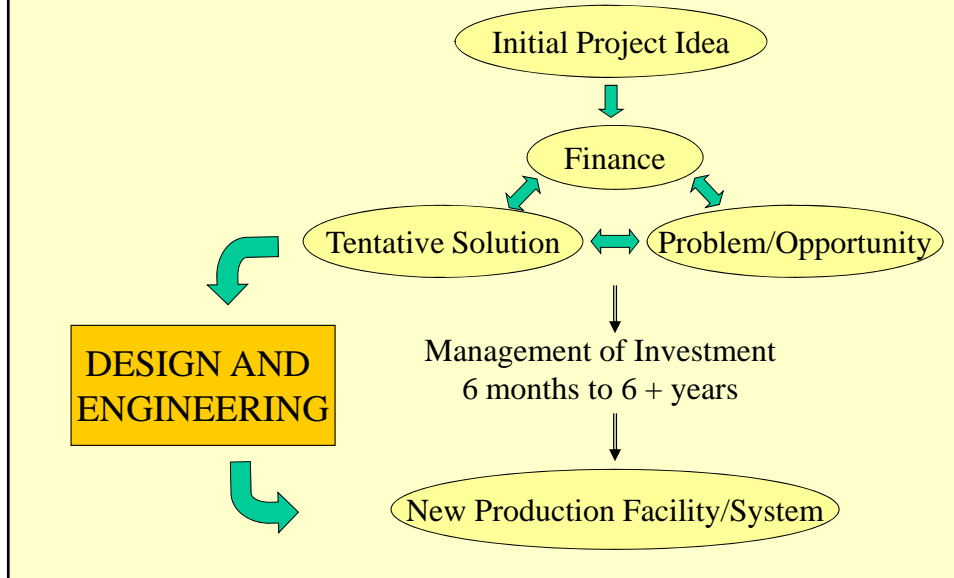 Initial Project Idea
Finance
Tentative Solution
Problem/Opportunity
DESIGN AND
ENGINEERING
Management of Investment
6 months to 6 + years
New Production Facility/System